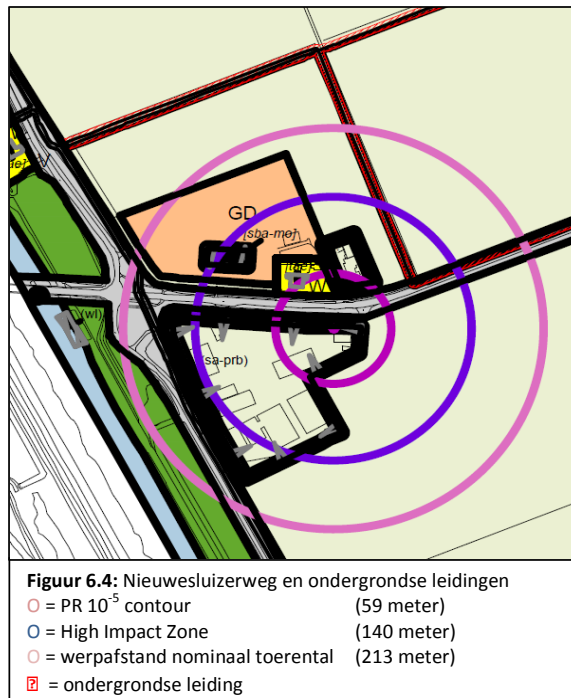 GD
[sba-mo]
W
(wl)
(sa-prb)
Figuur 6.4: Nieuwesluizerweg en ondergrondse leidingen
O = PR 10⁻⁵ contour (59 meter)
O = High Impact Zone (140 meter)
O = werpafstand nominaal toerental (213 meter)
⍰ = ondergrondse leiding